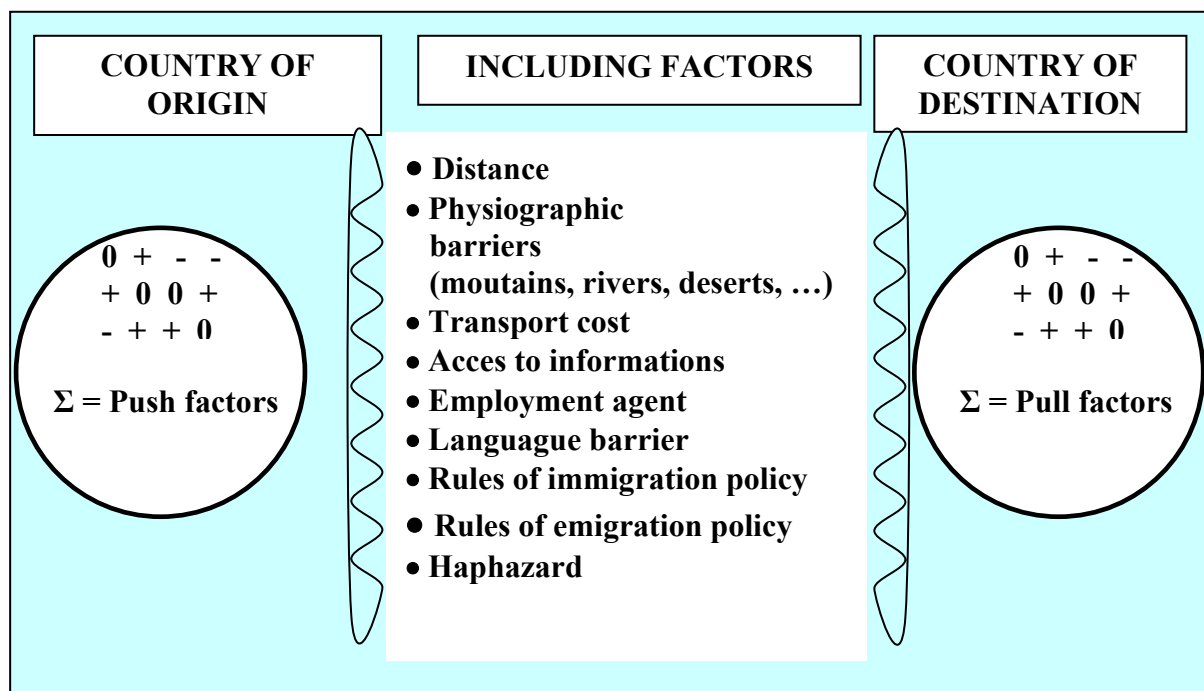 COUNTRY OF
ORIGIN
INCLUDING FACTORS
COUNTRY OF
DESTINATION
0 + - -
+ 0 0 +
- + + 0
Σ = Push factors
• Distance
• Physiographic
barriers
(moutains, rivers, deserts, …)
• Transport cost
• Acces to informations
• Employment agent
• Languague barrier
• Rules of immigration policy
• Rules of emigration policy
• Haphazard
0 + - -
+ 0 0 +
- + + 0
Σ = Pull factors